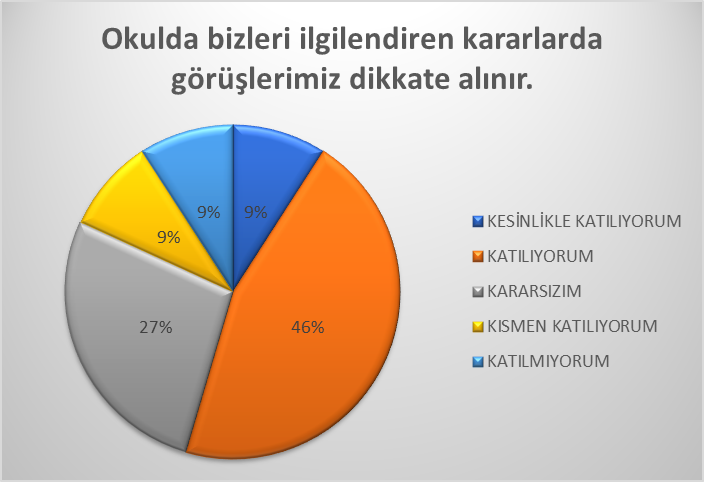 Okulda bizleri ilgilendiren kararlarda
görüşlerimiz dikkate alınır.
9%
9%
9%
27%
46%
KESİNLİKLE KATILIYORUM
KATILIYORUM
KARARSIZIM
KISMEN KATILIYORUM
KATILMIYORUM